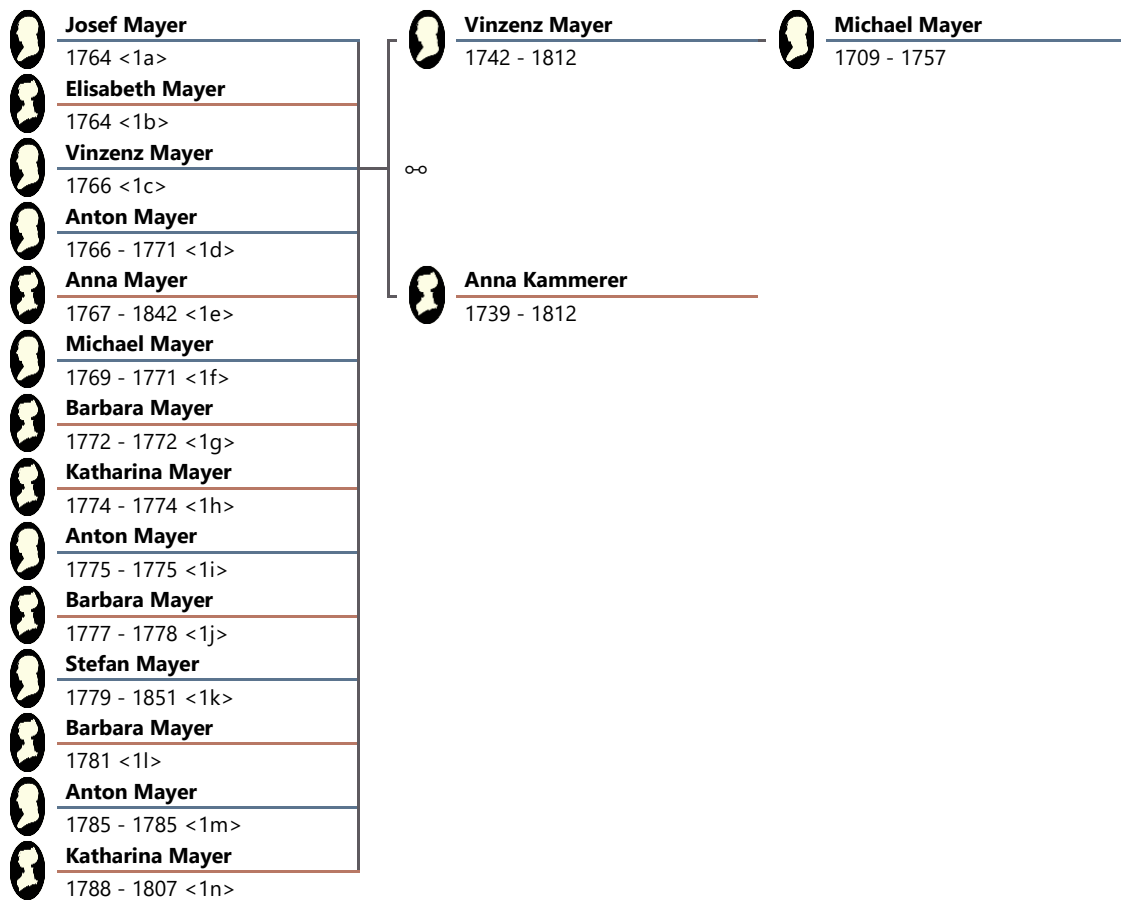 Josef Mayer
1764 <1a>
Elisabeth Mayer
1764 <1b>
Vinzenz Mayer
1766 <1c>
Anton Mayer
1766 - 1771 <1d>
Anna Mayer
1767 - 1842 <1e>
Michael Mayer
1769 - 1771 <1f>
Barbara Mayer
1772 - 1772 <1g>
Katharina Mayer
1774 - 1774 <1h>
Anton Mayer
1775 - 1775 <1i>
Barbara Mayer
1777 - 1778 <1j>
Stefan Mayer
1779 - 1851 <1k>
Barbara Mayer
1781 <1l>
Anton Mayer
1785 - 1785 <1m>
Katharina Mayer
1788 - 1807 <1n>
Vinzenz Mayer
1742 - 1812
Anna Kammerer
1739 - 1812
Michael Mayer
1709 - 1757